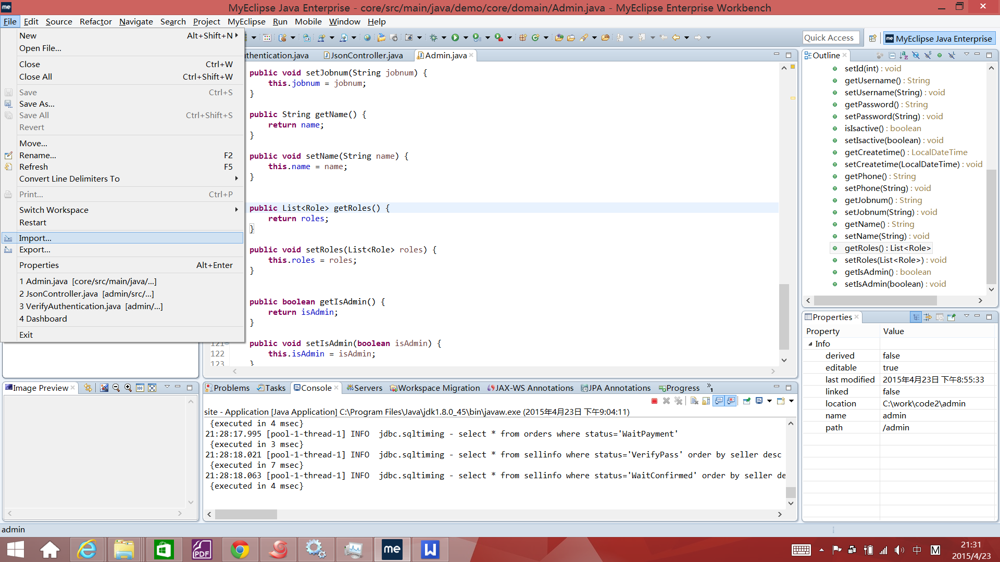 MyEclipse Java Enterprise - core/src/main/java/demo/core/domain/Admin.java - MyEclipse Enterprise Workbench
File Edit Source Refactor Navigate Search Project MyEclipse Run Mobile Window Help
New Alt+Shift+N
Open File...
Close Ctrl+W
Close All Ctrl+Shift+W
Save Ctrl+S
Save As...
Save All Ctrl+Shift+S
Revert
Move...
Rename... F2
Refresh F5
Convert Line Delimiters To
Print... Ctrl+P
Switch Workspace
Restart
Import...
Export...
Properties Alt+Enter
1 Admin.java [core/src/main/java/...]
2 JsonController.java [admin/src/...]
3 VerifyAuthentication.java [admin/...]
4 Dashboard
Exit
Quick Access
me MyEclipse Java Enterprise
uthentication.java JsonController.java Admin.java
public void setJobnum(String jobnum) {
this.jobnum = jobnum;
}
public String getName() {
return name;
}
public void setName(String name) {
this.name = name;
}
public List<Role> getRoles() {
return roles;
}
public void setRoles(List<Role> roles) {
this.roles = roles;
}
public boolean getIsAdmin() {
return isAdmin;
}
121 public void setIsAdmin(boolean isAdmin) {
122 this.isAdmin = isAdmin;
123 }
Outline
setId(int) : void
getUsername() : String
setUsername(String) : void
getPassword() : String
setPassword(String) : void
isIsactive() : boolean
setIsactive(boolean) : void
getCreatetime() : LocalDateTime
setCreatetime(LocalDateTime) : void
getPhone() : String
setPhone(String) : void
getJobnum() : String
setJobnum(String) : void
getName() : String
setName(String) : void
getRoles() : List<Role>
setRoles(List<Role>) : void
getIsAdmin() : boolean
setIsAdmin(boolean) : void
Properties
Property Value
Info
derived false
editable true
last modified 2015年4月23日 下午8:55:33
linked false
location C:\work\code2\admin
name admin
path /admin
Image Preview
Problems Tasks Console Servers Workspace Migration JAX-WS Annotations JPA Annotations Progress »1
site - Application [Java Application] C:\Program Files\Java\jdk1.8.0_45\bin\javaw.exe (2015年4月23日 下午9:04:11)
{executed in 4 msec}
21:28:17.995 [pool-1-thread-1] INFO jdbc.sqltiming - select * from orders where status='WaitPayment'
{executed in 3 msec}
21:28:18.021 [pool-1-thread-1] INFO jdbc.sqltiming - select * from sellinfo where status='VerifyPass' order by seller desc
{executed in 7 msec}
21:28:18.063 [pool-1-thread-1] INFO jdbc.sqltiming - select * from sellinfo where status='WaitConfirmed' order by seller de
{executed in 4 msec}
admin
PDF
me
W
中
M
21:31
2015/4/23